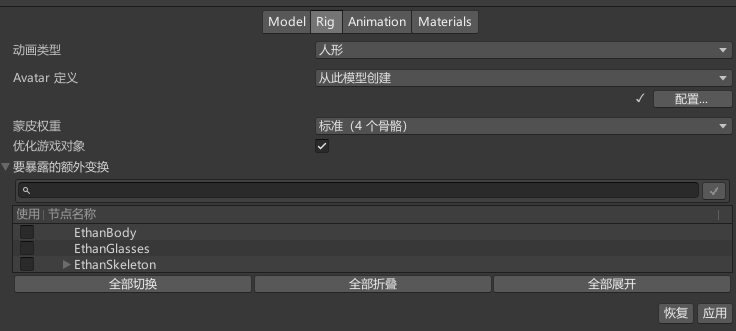 Model Rig Animation Materials
动画类型 人形
Avatar 定义 从此模型创建
配置...
蒙皮权重 标准（4 个骨骼）
优化游戏对象
要暴露的额外变换
使用 节点名称
EthanBody
EthanGlasses
EthanSkeleton
全部切换 全部折叠 全部展开
恢复 应用